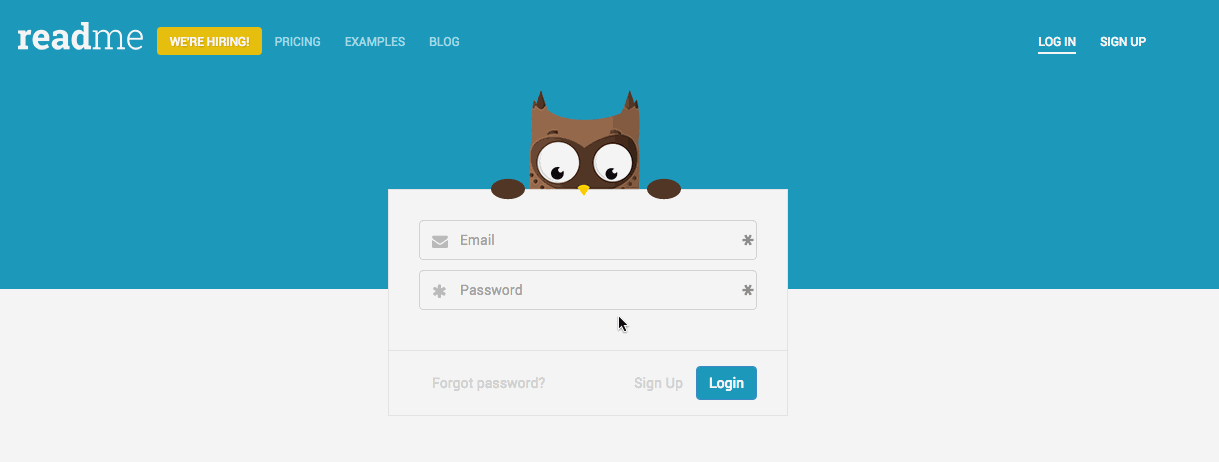 readme WE'RE HIRING! PRICING EXAMPLES BLOG LOG IN SIGN UP
Email
Password
Forgot password? Sign Up Login